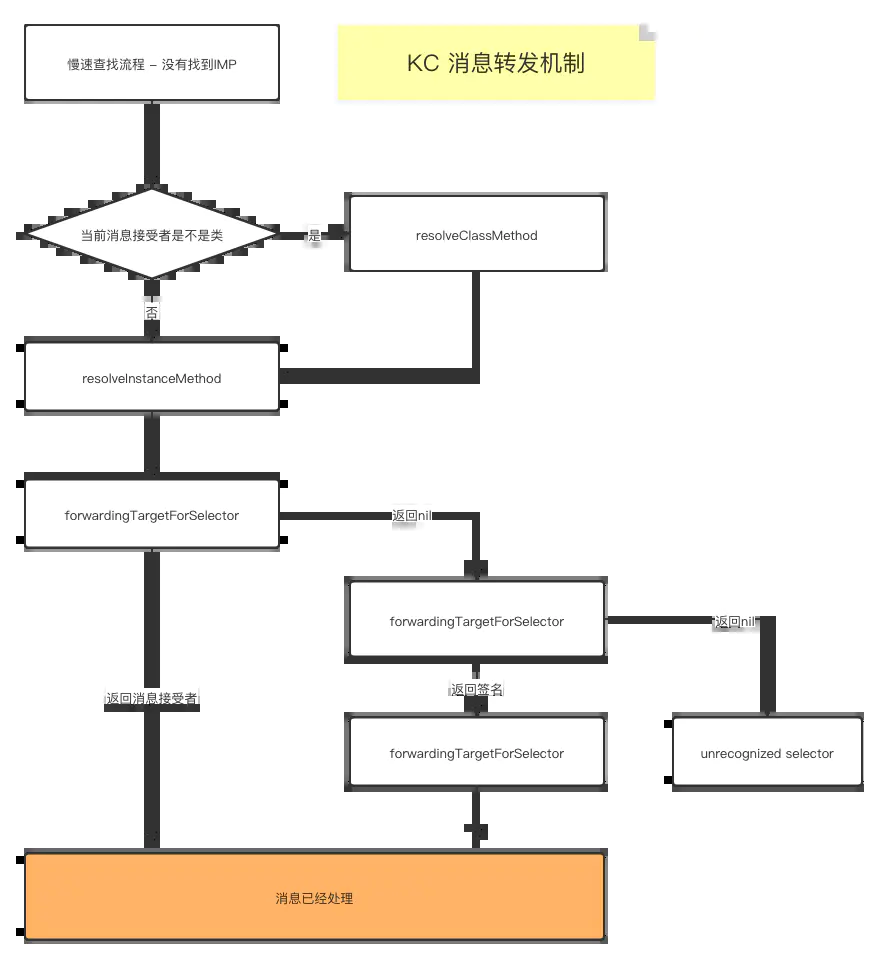 慢速查找流程 - 没有找到IMP
KC 消息转发机制
当前消息接受者是不是类
是
resolveClassMethod
否
resolveInstanceMethod
forwardingTargetForSelector
返回nil
forwardingTargetForSelector
返回nil
返回签名
返回消息接受者
forwardingTargetForSelector
unrecognized selector
消息已经处理